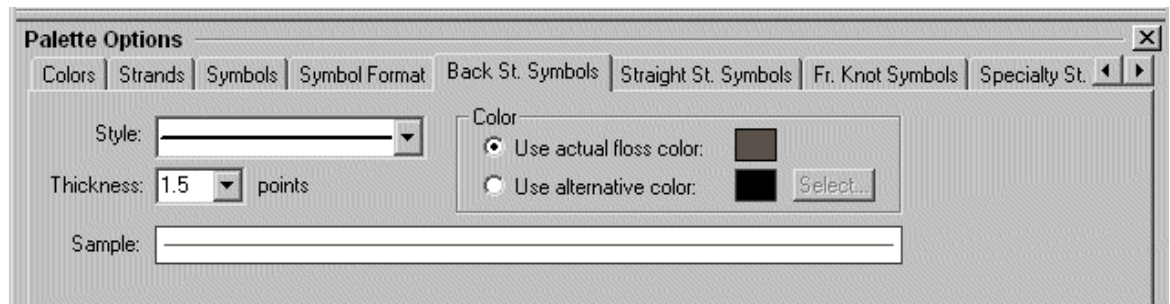 Palette Options
Colors Strands Symbols Symbol Format Back St. Symbols Straight St. Symbols Fr. Knot Symbols Specialty St.
Style:
Color
Use actual floss color:
Thickness: 1.5 points
Use alternative color: Select...
Sample: